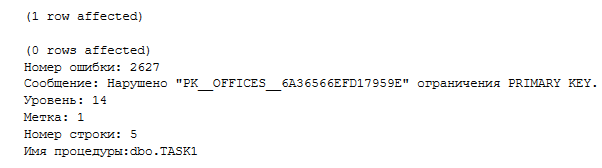 (1 row affected)
(0 rows affected)
Номер ошибки: 2627
Сообщение: Нарушено "PK__OFFICES__6A36566EFD17959E" ограничения PRIMARY KEY.
Уровень: 14
Метка: 1
Номер строки: 5
Имя процедуры:dbo.TASK1